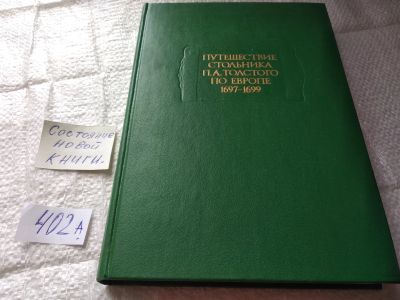 ПУТЕШЕСТВИЕ
СТОЛЬНИКА
П.А.ТОЛСТОГО
ПО ЕВРОПЕ
1697-1699
Состояние
новой
книги.
402А